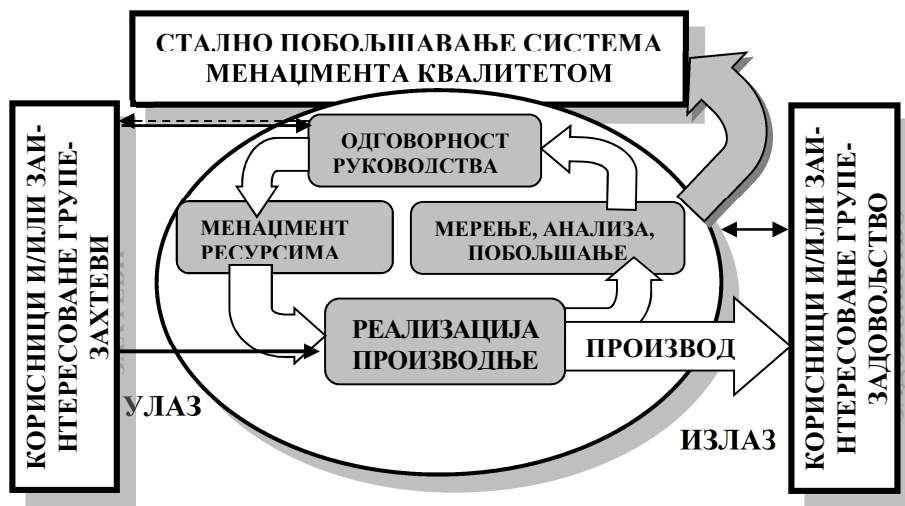 СТАЛНО ПОБОЉШАВАЊЕ СИСТЕМА
МЕНАЏМЕНТА КВАЛИТЕТОМ
КОРИСНИЦИ И/ИЛИ ЗАИ-
НТЕРЕСОВАНЕ ГРУПЕ-
ЗАХТЕВИ
ОДГОВОРНОСТ
РУКОВОДСТВА
МЕНАЏМЕНТ
РЕСУРСИМА
МЕРЕЊЕ, АНАЛИЗА,
ПОБОЉШАЊЕ
РЕАЛИЗАЦИЈА
ПРОИЗВОДЊЕ
ПРОИЗВОД
УЛАЗ
ИЗЛАЗ
КОРИСНИЦИ И/ИЛИ ЗАИ-
НТЕРЕСОВАНЕ ГРУПЕ-
ЗАДОВОЉСТВО